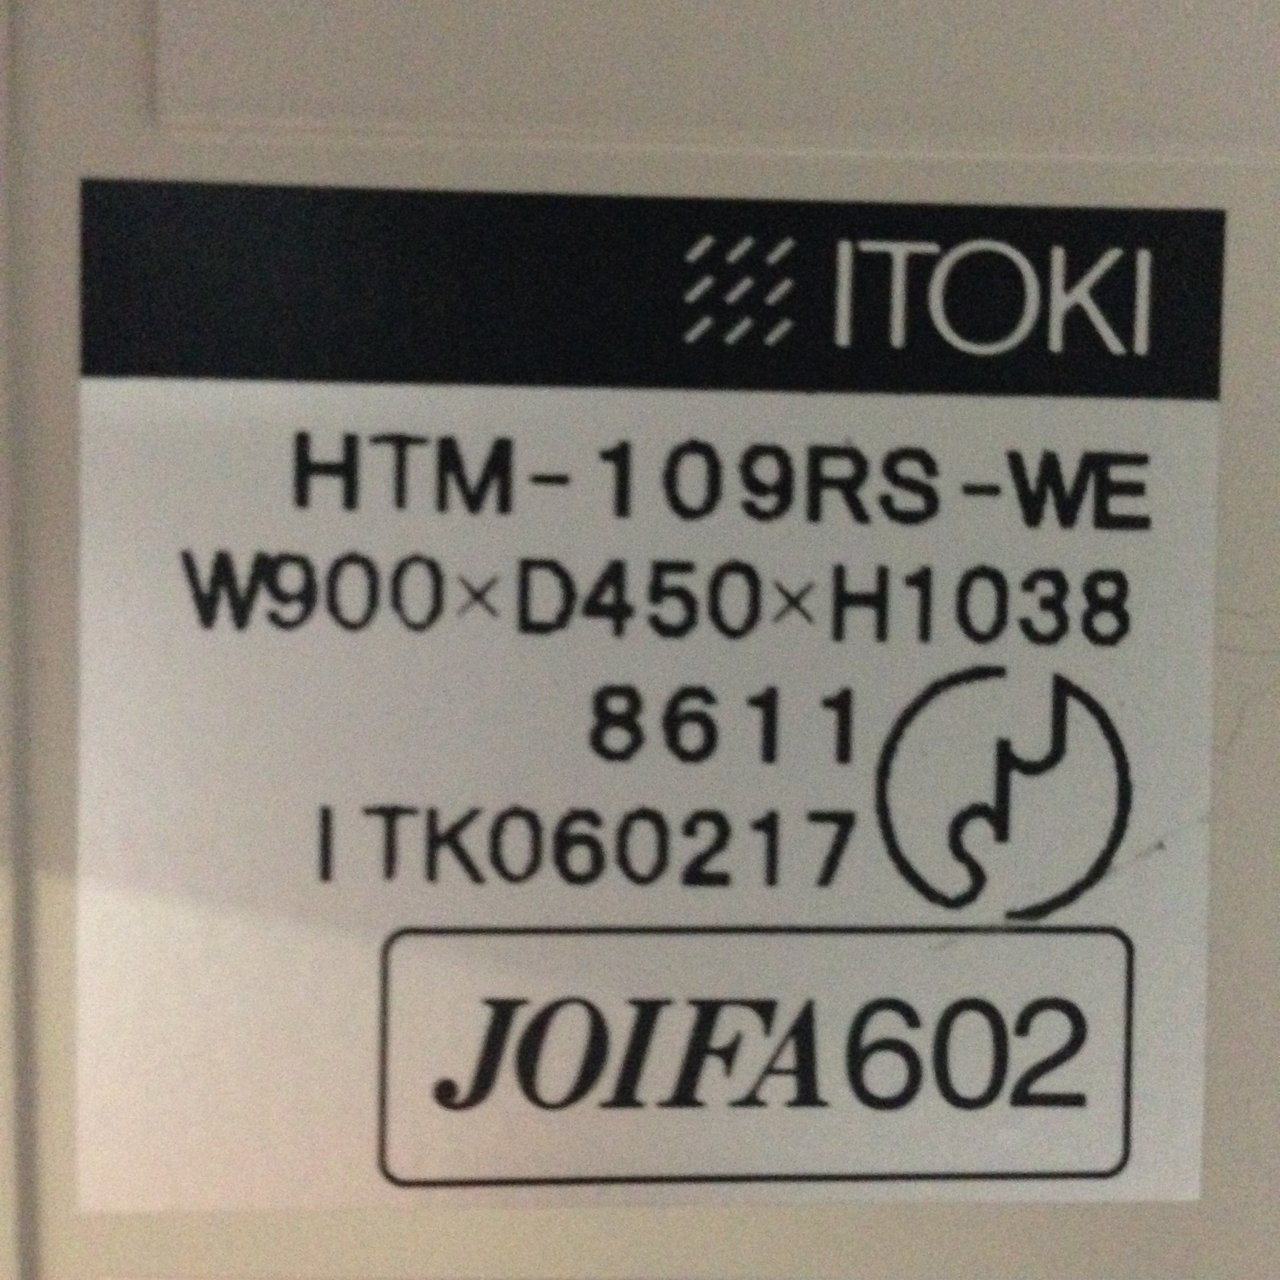 ITOKI
HTM-109RS-WE
W900×D450×H1038
8611
ITK060217
JOIFA602